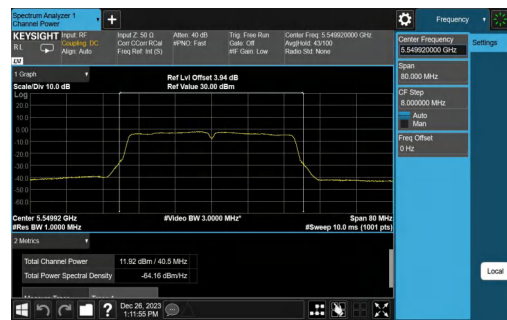 Spectrum Analyzer 1
Channel Power
Frequency
KEYSIGHT
RL
Input: RF
Coupling: DC
Align: Auto
Input Z: 50 Ω
Corr CCorr RCal
Freq Ref: Int (S)
Atten: 40 dB
#PNO: Fast
Trig: Free Run
Gate: Off
#IF Gain: Low
Center Freq: 5.549920000 GHz
Avg|Hold: 43/100
Radio Std: None
LVI
1 Graph
Scale/Div 10.0 dB
Ref Lvl Offset 3.94 dB
Ref Value 30.00 dBm
Log
20.0
10.0
0.00
-10.0
-20.0
-30.0
-40.0
-50.0
-60.0
Center 5.54992 GHz
#Video BW 3.0000 MHz*
Span 80 MHz
#Res BW 1.0000 MHz
#Sweep 10.0 ms (1001 pts)
2 Metrics
Total Channel Power 11.92 dBm / 40.5 MHz
Total Power Spectral Density -64.16 dBm/Hz
Dec 26, 2023
1:11:55 PM
Center Frequency
5.549920000 GHz
Settings
Span
80.000 MHz
CF Step
8.000000 MHz
Auto
Man
Freq Offset
0 Hz
Local